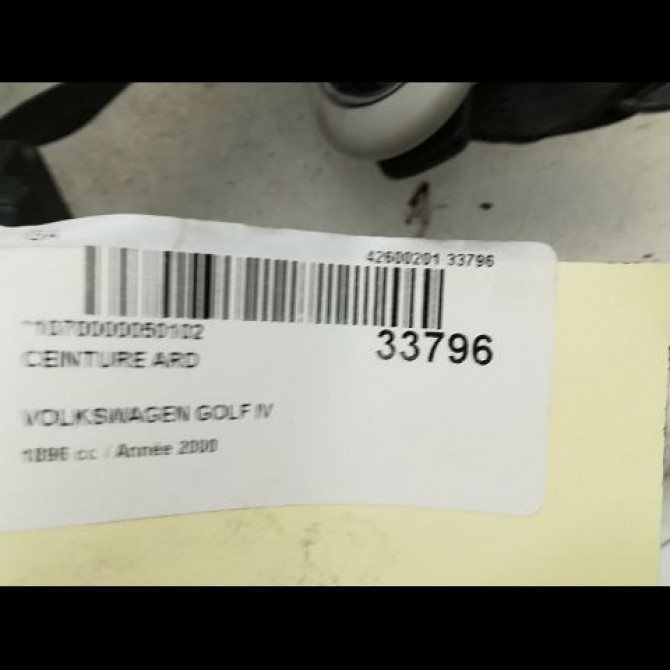 42600201 33796
33796
CEINTURE ARD
VOLKSWAGEN GOLF IV
1896 cc / Année 2000